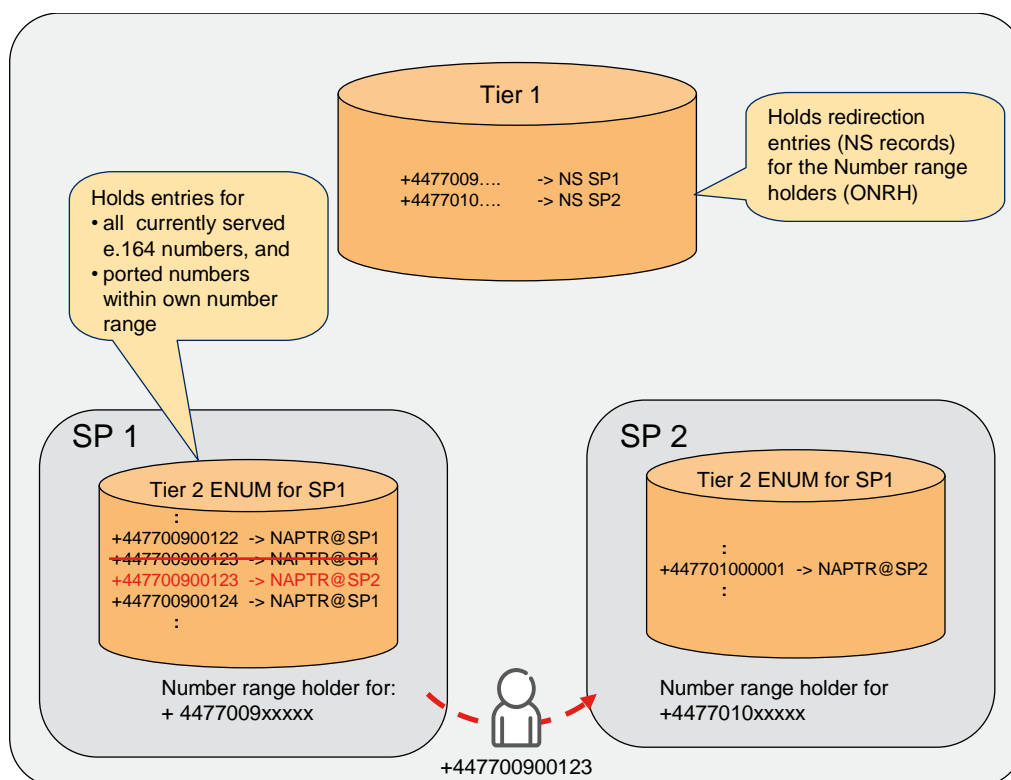 Tier 1
+4477009.... -> NS SP1
+4477010.... -> NS SP2
Holds redirection
entries (NS records)
for the Number range
holders (ONRH)
Holds entries for
• all currently served
e.164 numbers, and
• ported numbers
within own number
range
SP 1
Tier 2 ENUM for SP1
:
+447700900122 -> NAPTR@SP1
+447700900123 -> NAPTR@SP1
+447700900123 -> NAPTR@SP2
+447700900124 -> NAPTR@SP1
:
Number range holder for:
+ 4477009xxxxx
SP 2
Tier 2 ENUM for SP1
:
+447701000001 -> NAPTR@SP2
:
Number range holder for
+4477010xxxxx
+447700900123